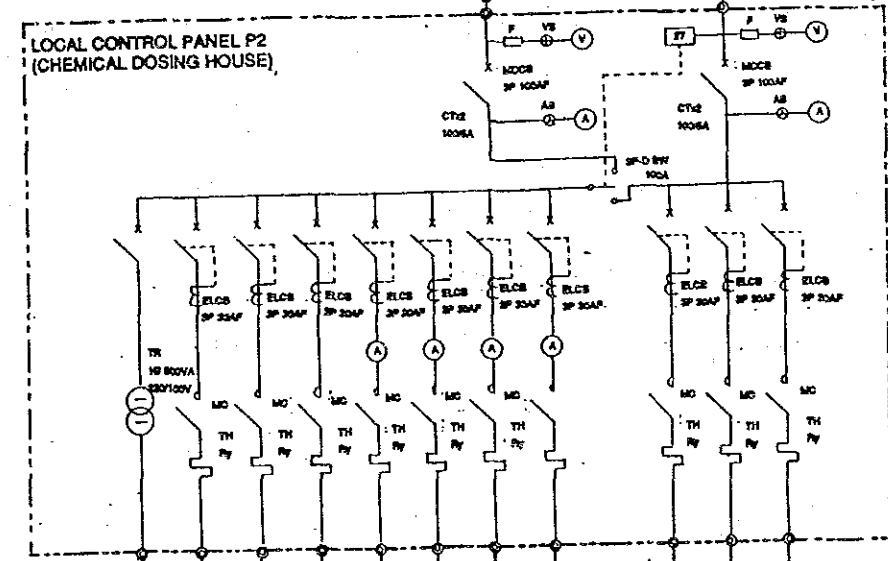 LOCAL CONTROL PANEL P2
(CHEMICAL DOSING HOUSE)
F VS V
27 F VS V
MCCB
3P 100AF
MCCB
3P 100AF
CTx2
100/5A
AS A
CTx2
100/5A
AS A
100A
ELCB
3P 30AF
ELCB
3P 30AF
ELCB
3P 30AF
ELCB
3P 30AF
ELCB
3P 30AF
ELCB
3P 30AF
ELCB
3P 30AF
ELCB
3P 30AF
ELCB
3P 30AF
ELCB
3P 30AF
A A A A
TR
220/100V
MC MC MC MC MC MC MC MC MC
TH TH TH TH TH TH TH TH TH
Ry Ry Ry Ry Ry Ry Ry Ry Ry